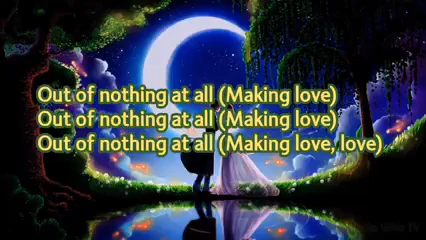 Out of nothing at all (Making love)
Out of nothing at all (Making love)
Out of nothing at all (Making love, love)